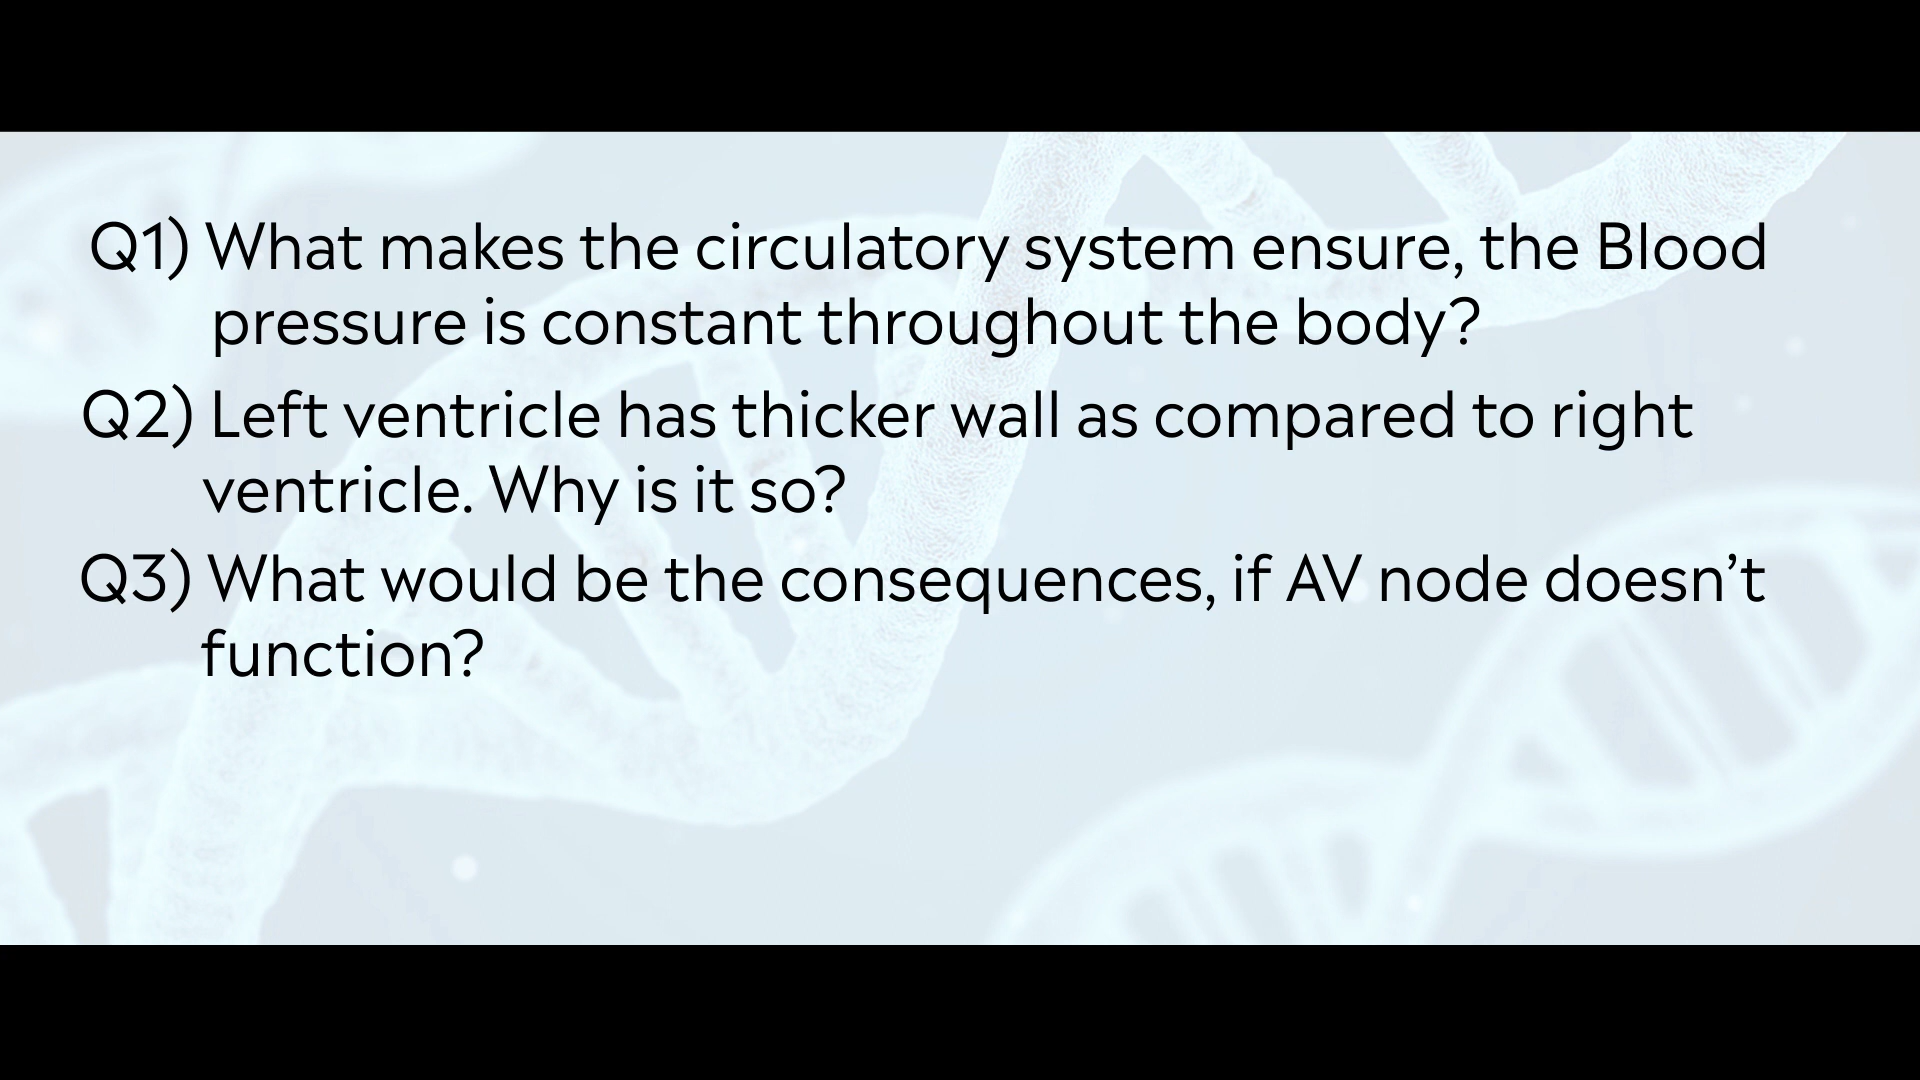 Q1) What makes the circulatory system ensure, the Blood
pressure is constant throughout the body?
Q2) Left ventricle has thicker wall as compared to right
ventricle. Why is it so?
Q3) What would be the consequences, if AV node doesn’t
function?